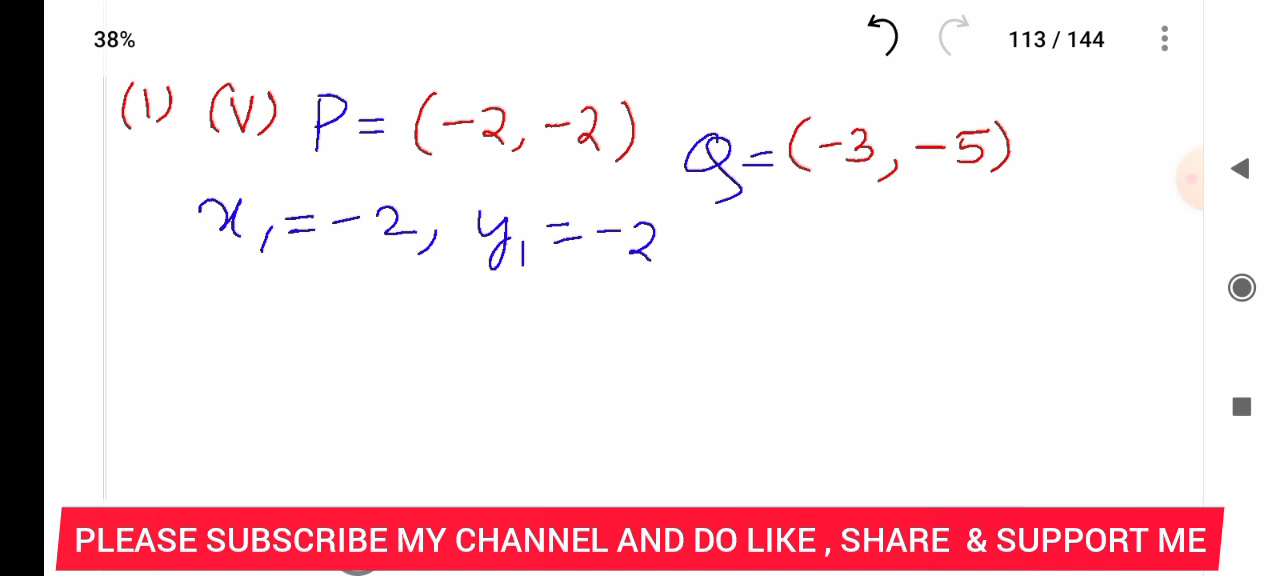 38% 113 / 144
(1) (V) P = (-2, -2) Q = (-3, -5)
x₁ = -2, y₁ = -2
PLEASE SUBSCRIBE MY CHANNEL AND DO LIKE , SHARE & SUPPORT ME